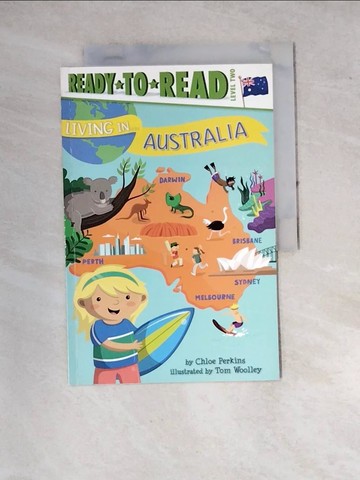 READY★TO★READ
LEVEL TWO
LIVING IN...
AUSTRALIA
DARWIN
BRISBANE
PERTH
SYDNEY
MELBOURNE
by Chloe Perkins
illustrated by Tom Woolley